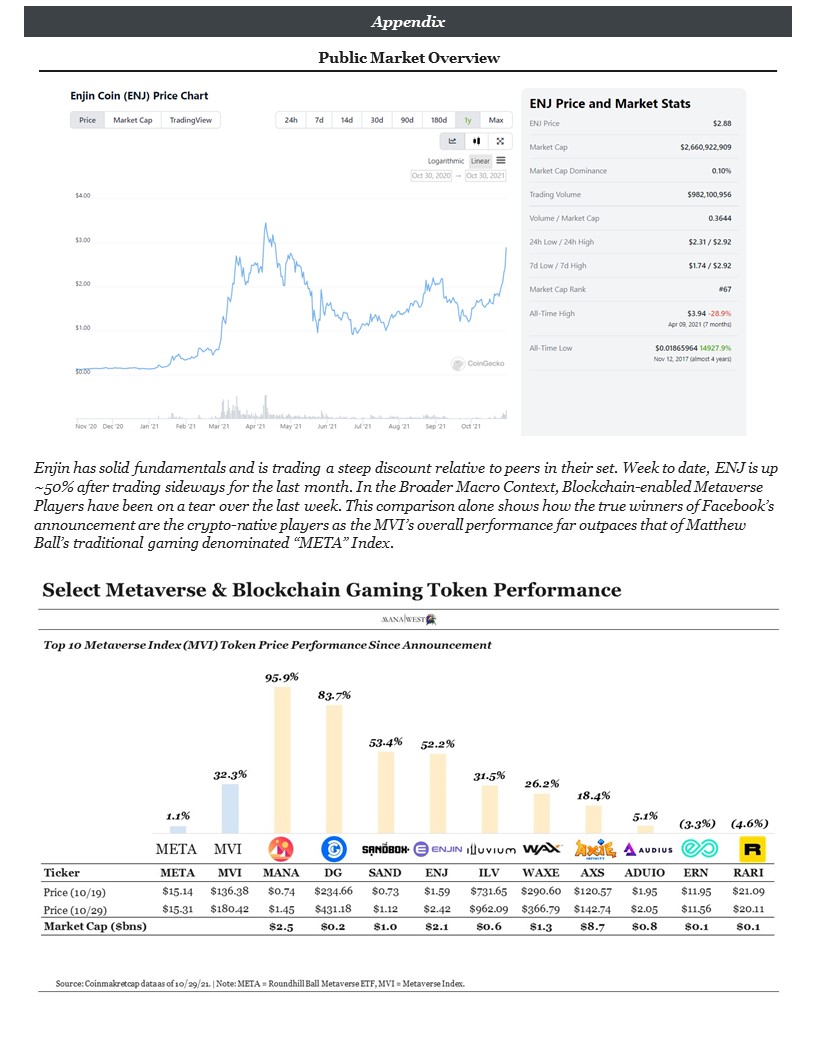 Appendix
Public Market Overview
Enjin Coin (ENJ) Price Chart
Price Market Cap TradingView 24h 7d 14d 30d 90d 180d 1y Max
Logarithmic Linear
Oct 30, 2020 → Oct 30, 2021
$4.00
$3.00
$2.00
$1.00
$0.00
CoinGecko
Nov '20 Dec '20 Jan '21 Feb '21 Mar '21 Apr '21 May '21 Jun '21 Jul '21 Aug '21 Sep '21 Oct '21
ENJ Price and Market Stats
ENJ Price $2.88
Market Cap $2,660,922,909
Market Cap Dominance 0.10%
Trading Volume $982,100,956
Volume / Market Cap 0.3644
24h Low / 24h High $2.31 / $2.92
7d Low / 7d High $1.74 / $2.92
Market Cap Rank #67
All-Time High $3.94 -28.9%
Apr 09, 2021 (7 months)
All-Time Low $0.01865964 14927.9%
Nov 12, 2017 (almost 4 years)
Enjin has solid fundamentals and is trading a steep discount relative to peers in their set. Week to date, ENJ is up
~50% after trading sideways for the last month. In the Broader Macro Context, Blockchain-enabled Metaverse
Players have been on a tear over the last week. This comparison alone shows how the true winners of Facebook's
announcement are the crypto-native players as the MVI's overall performance far outpaces that of Matthew
Ball's traditional gaming denominated "META" Index.
Select Metaverse & Blockchain Gaming Token Performance
MANA WEST
Top 10 Metaverse Index (MVI) Token Price Performance Since Announcement
1.1% 32.3% 95.9% 83.7% 53.4% 52.2% 31.5% 26.2% 18.4% 5.1% (3.3%) (4.6%)
META MVI SANDBOX ENJIN ILLUVIUM WAX AXIE INFINITY AUDIUS R
Ticker META MVI MANA DG SAND ENJ ILV WAXE AXS ADUIO ERN RARI
Price (10/19) $15.14 $136.38 $0.74 $234.66 $0.73 $1.59 $731.65 $290.60 $120.57 $1.95 $11.95 $21.09
Price (10/29) $15.31 $180.42 $1.45 $431.18 $1.12 $2.42 $962.09 $366.79 $142.74 $2.05 $11.56 $20.11
Market Cap ($bns) $2.5 $0.2 $1.0 $2.1 $0.6 $1.3 $8.7 $0.8 $0.1 $0.1
Source: Coinmakretcap data as of 10/29/21. | Note: META = Roundhill Ball Metaverse ETF, MVI = Metaverse Index.